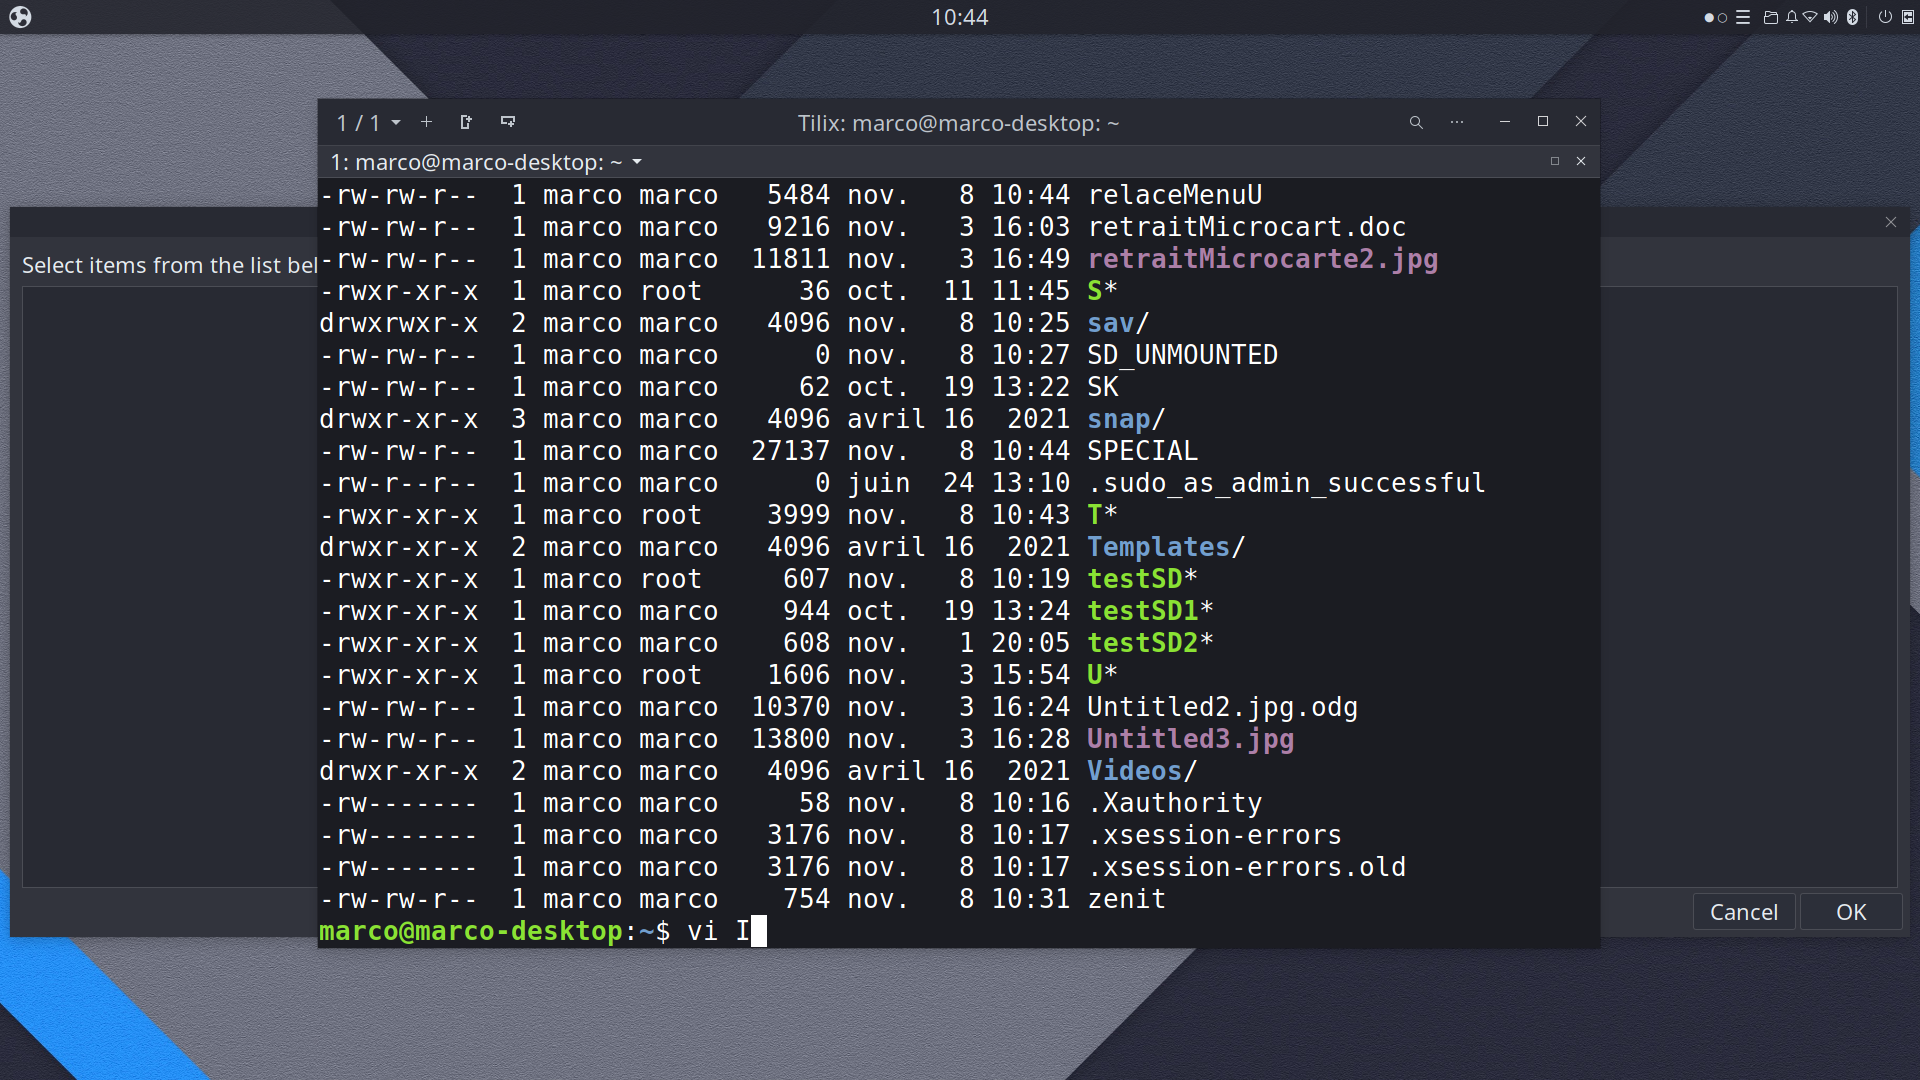 10:44
1 / 1
Tilix: marco@marco-desktop: ~
1: marco@marco-desktop: ~
Select items from the list bel
-rw-rw-r-- 1 marco marco 5484 nov. 8 10:44 relaceMenuU
-rw-rw-r-- 1 marco marco 9216 nov. 3 16:03 retraitMicrocart.doc
-rw-rw-r-- 1 marco marco 11811 nov. 3 16:49 retraitMicrocarte2.jpg
-rwxr-xr-x 1 marco root 36 oct. 11 11:45 S*
drwxrwxr-x 2 marco marco 4096 nov. 8 10:25 sav/
-rw-rw-r-- 1 marco marco 0 nov. 8 10:27 SD_UNMOUNTED
-rw-rw-r-- 1 marco marco 62 oct. 19 13:22 SK
drwxr-xr-x 3 marco marco 4096 avril 16 2021 snap/
-rw-rw-r-- 1 marco marco 27137 nov. 8 10:44 SPECIAL
-rw-r--r-- 1 marco marco 0 juin 24 13:10 .sudo_as_admin_successful
-rwxr-xr-x 1 marco root 3999 nov. 8 10:43 T*
drwxr-xr-x 2 marco marco 4096 avril 16 2021 Templates/
-rwxr-xr-x 1 marco root 607 nov. 8 10:19 testSD*
-rwxr-xr-x 1 marco marco 944 oct. 19 13:24 testSD1*
-rwxr-xr-x 1 marco marco 608 nov. 1 20:05 testSD2*
-rwxr-xr-x 1 marco root 1606 nov. 3 15:54 U*
-rw-rw-r-- 1 marco marco 10370 nov. 3 16:24 Untitled2.jpg.odg
-rw-rw-r-- 1 marco marco 13800 nov. 3 16:28 Untitled3.jpg
drwxr-xr-x 2 marco marco 4096 avril 16 2021 Videos/
-rw------- 1 marco marco 58 nov. 8 10:16 .Xauthority
-rw------- 1 marco marco 3176 nov. 8 10:17 .xsession-errors
-rw------- 1 marco marco 3176 nov. 8 10:17 .xsession-errors.old
-rw-rw-r-- 1 marco marco 754 nov. 8 10:31 zenit
marco@marco-desktop:~$ vi I
Cancel OK